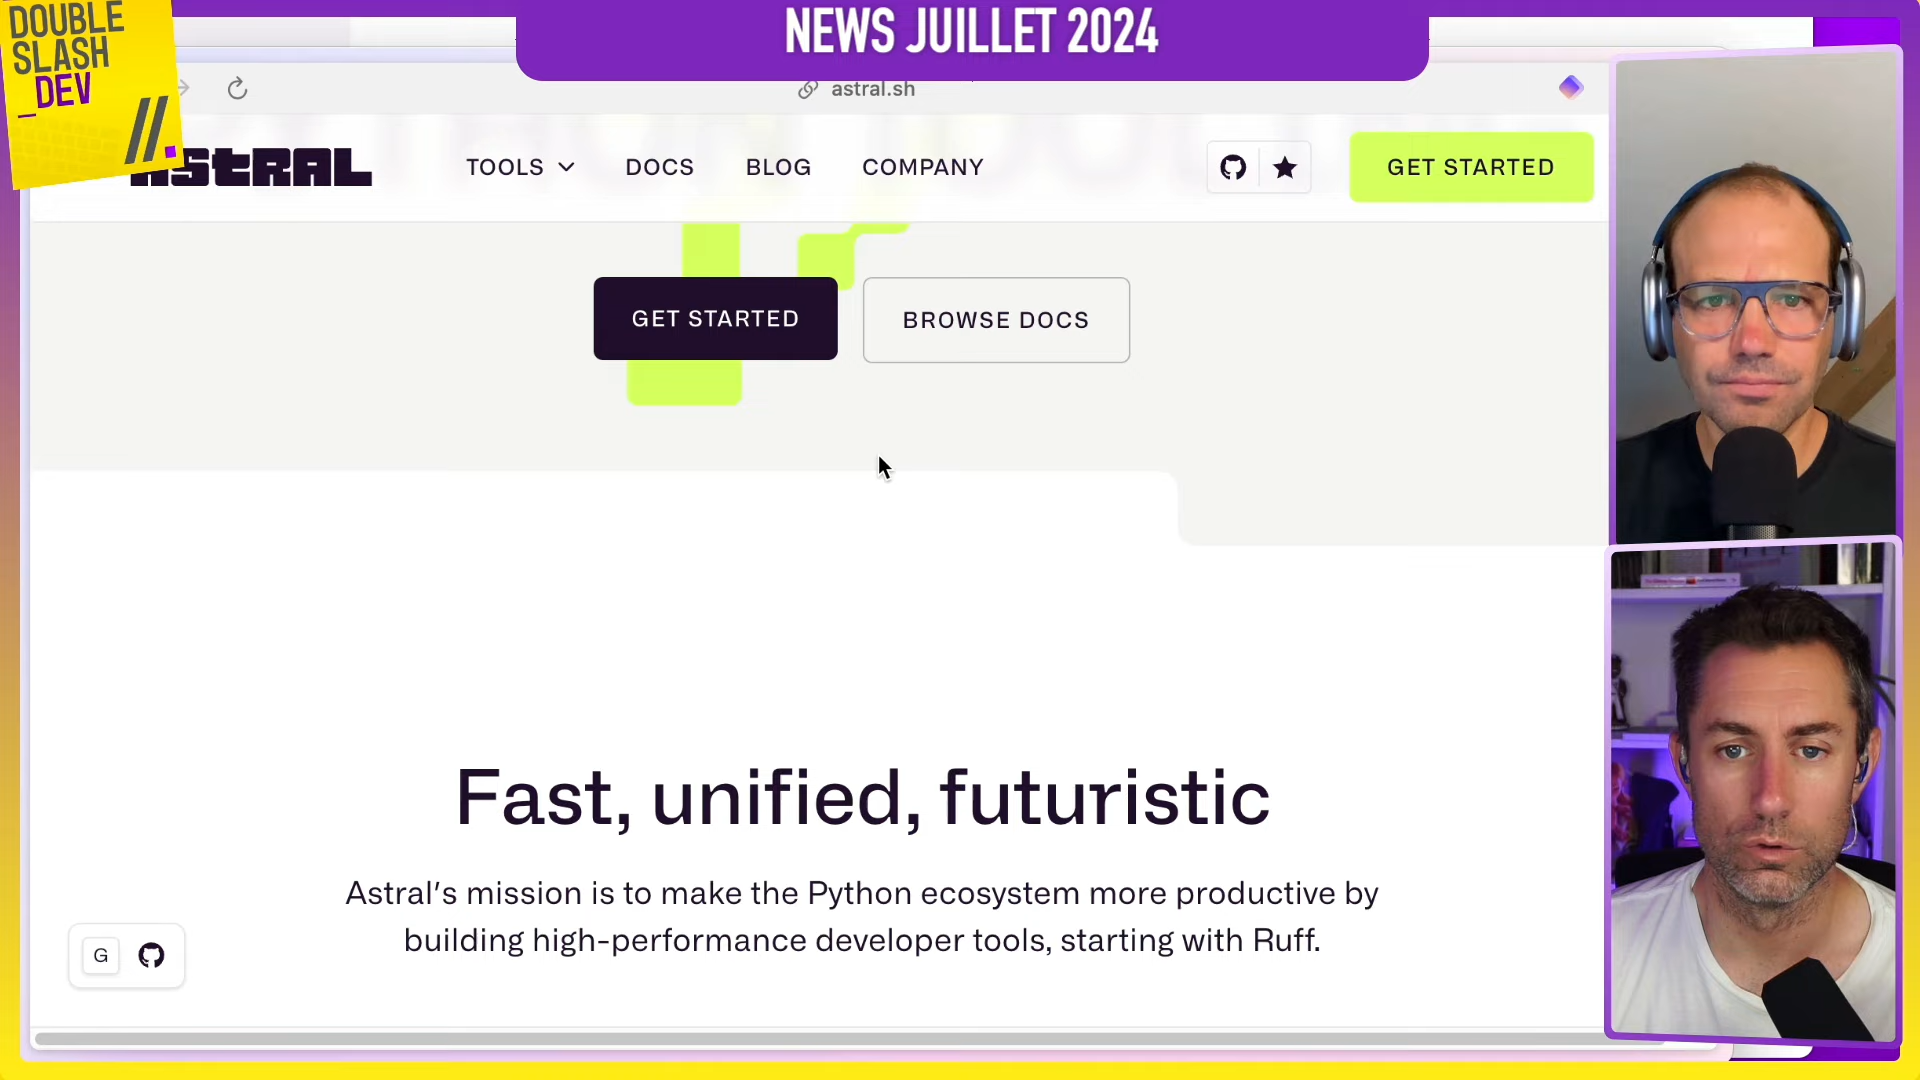 NEWS JUILLET 2024
DOUBLE
SLASH
_DEV
//.
astral.sh
ASTRAL
TOOLS
DOCS
BLOG
COMPANY
GET STARTED
GET STARTED
BROWSE DOCS
Fast, unified, futuristic
Astral's mission is to make the Python ecosystem more productive by
building high-performance developer tools, starting with Ruff.
G